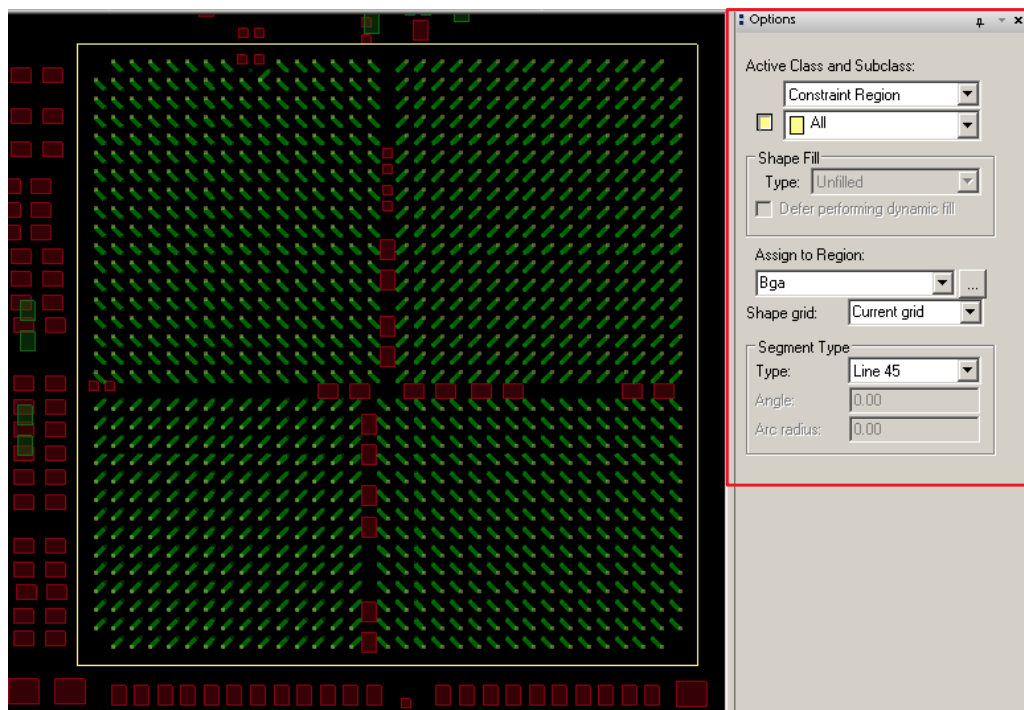 Options
Active Class and Subclass:
Constraint Region
All
Shape Fill
Type: Unfilled
Defer performing dynamic fill
Assign to Region:
Bga
...
Shape grid: Current grid
Segment Type
Type: Line 45
Angle: 0.00
Arc radius: 0.00